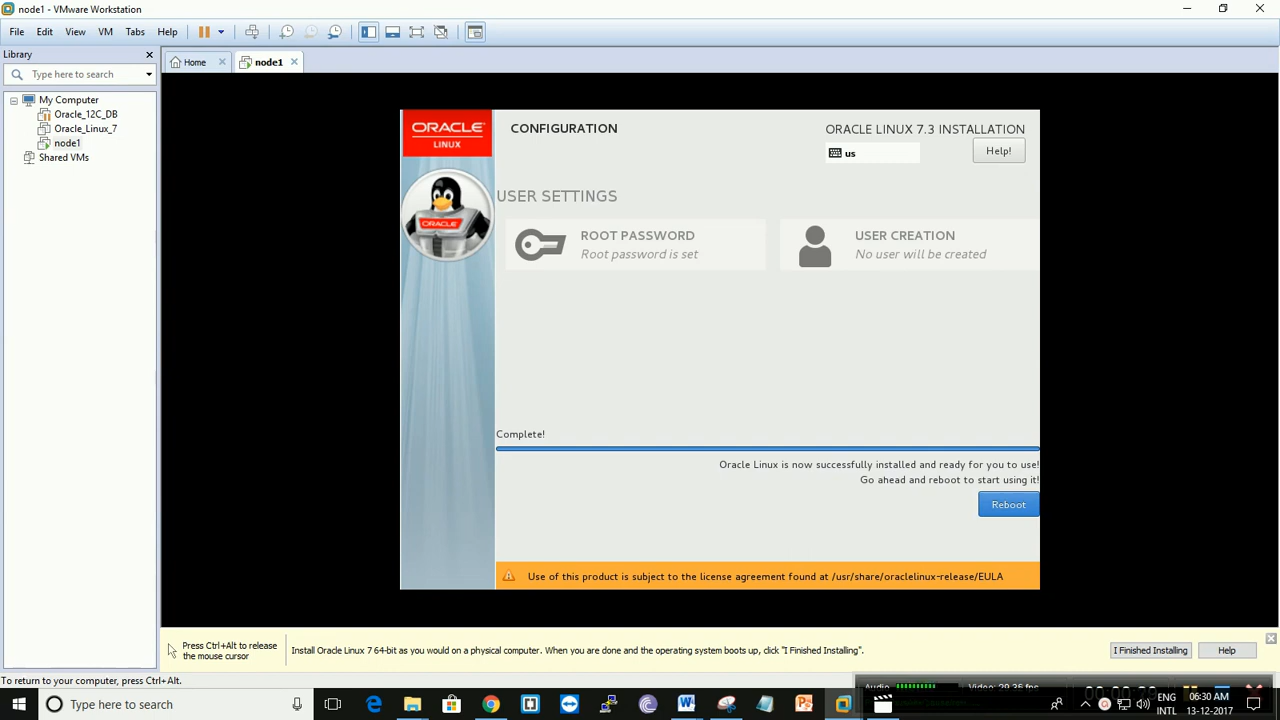 node1 - VMware Workstation
File Edit View VM Tabs Help
Library
Type here to search
Home
node1
My Computer
Oracle_12C_DB
Oracle_Linux_7
node1
Shared VMs
ORACLE
LINUX
ORACLE
CONFIGURATION
ORACLE LINUX 7.3 INSTALLATION
us
Help!
USER SETTINGS
ROOT PASSWORD
Root password is set
USER CREATION
No user will be created
Complete!
Oracle Linux is now successfully installed and ready for you to use!
Go ahead and reboot to start using it!
Reboot
Use of this product is subject to the license agreement found at /usr/share/oraclelinux-release/EULA
Press Ctrl+Alt to release
the mouse cursor
Install Oracle Linux 7 64-bit as you would on a physical computer. When you are done and the operating system boots up, click "I Finished Installing".
I Finished Installing
Help
To return to your computer, press Ctrl+Alt.
Audio
Video: 29.36 fps
Type here to search
ENG
INTL
06:30 AM
13-12-2017